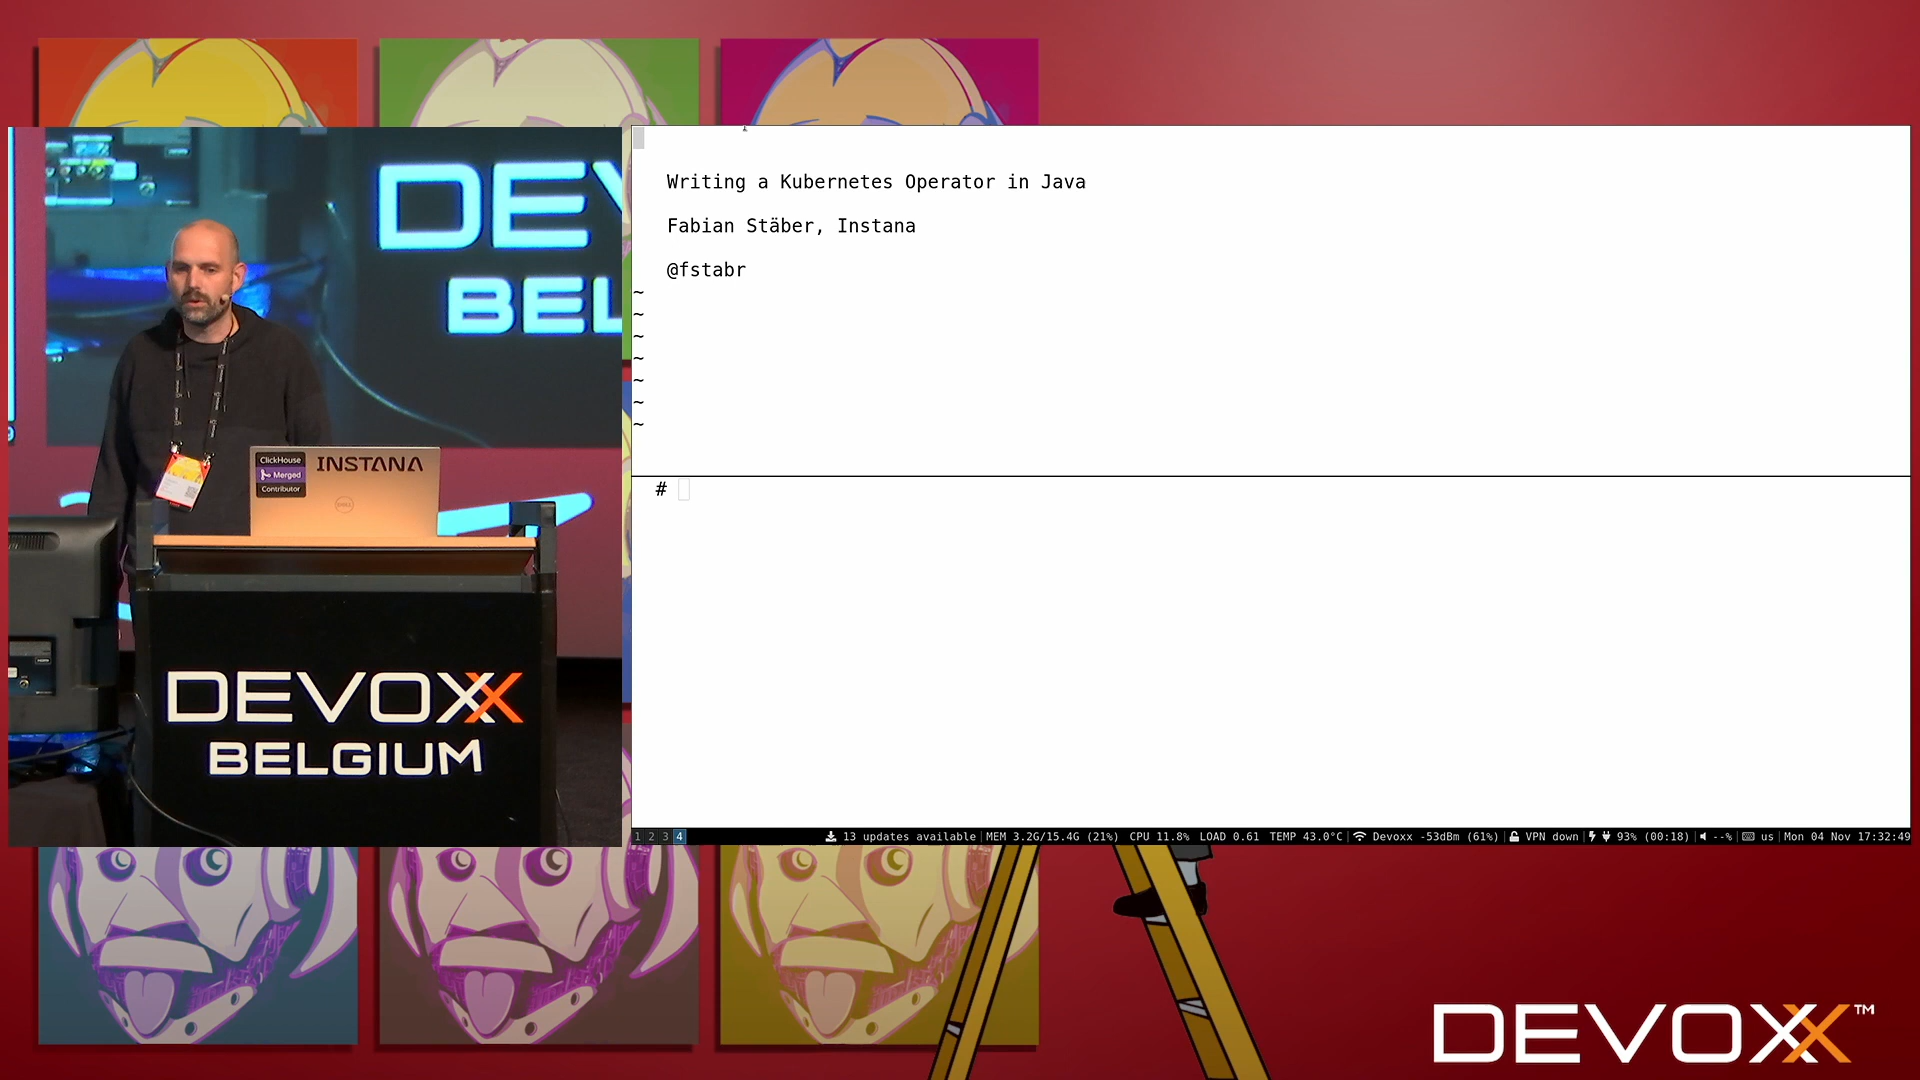 DEV
BEL
ClickHouse
Merged
Contributor
INSTANA
DELL
DEVOXX
BELGIUM
Writing a Kubernetes Operator in Java
Fabian Stäber, Instana
@fstabr
~
~
~
~
~
~
~
#
1 2 3 4
13 updates available | MEM 3.2G/15.4G (21%) CPU 11.8% LOAD 0.61 TEMP 43.0°C | Devoxx -53dBm (61%) | VPN down | 93% (00:18) | --% | us | Mon 04 Nov 17:32:49
DEVOXX™